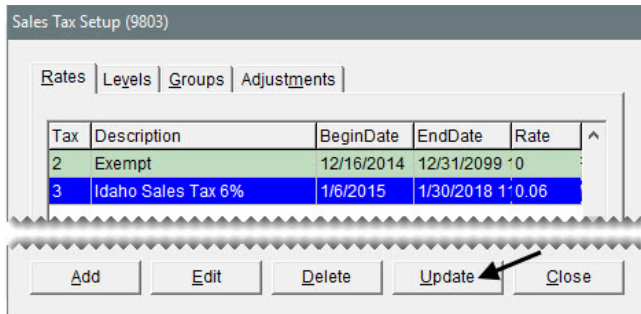 Sales Tax Setup (9803)
Rates Levels Groups Adjustments
Tax Description BeginDate EndDate Rate
2 Exempt 12/16/2014 12/31/2099 0
3 Idaho Sales Tax 6% 1/6/2015 1/30/2018 1 0.06
Add Edit Delete Update Close